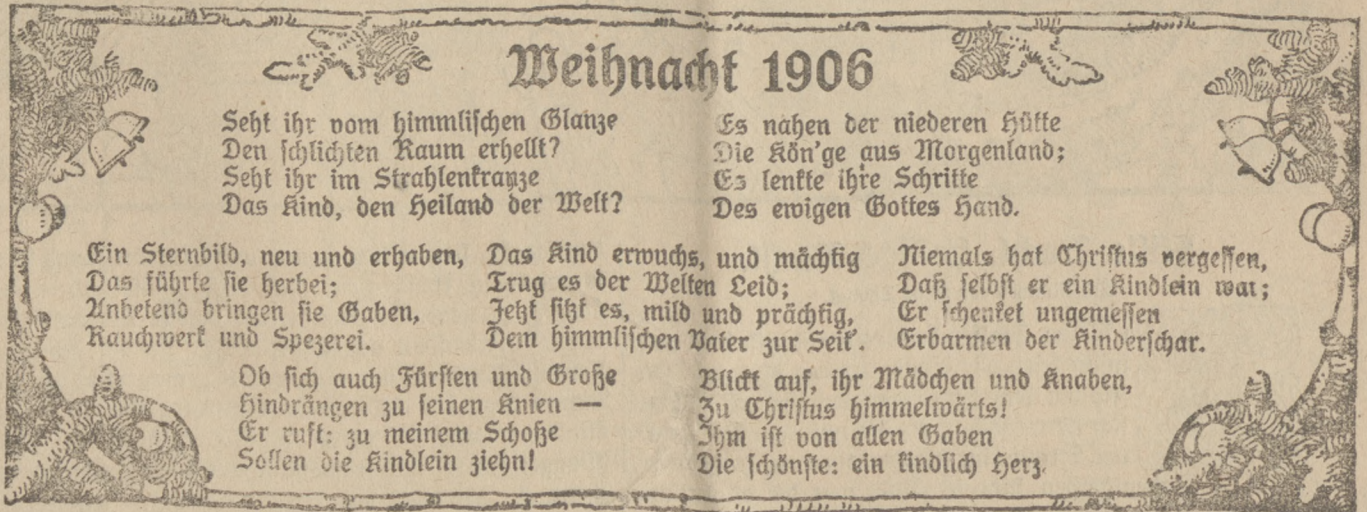 Weihnacht 1906
Seht ihr vom himmlischen Glanze
Den schlichten Raum erhellt?
Seht ihr im Strahlenkranze
Das Kind, den Heiland der Welt?
Es nahen der niederen Hütte
Die Kön'ge aus Morgenland;
Es lenkte ihre Schritte
Des ewigen Gottes Hand.
Ein Sternbild, neu und erhaben,
Das führte sie herbei;
Anbetend bringen sie Gaben,
Rauchwerk und Spezerei.
Das Kind erwuchs, und mächtig
Trug es der Welten Leid;
Jetzt sitzt es, mild und prächtig,
Dem himmlischen Vater zur Seit'.
Niemals hat Christus vergessen,
Daß selbst er ein Kindlein war;
Er schenket ungemessen
Erbarmen der Kinderschar.
Ob sich auch Fürsten und Große
Hindrängen zu seinen Knien —
Er ruft: zu meinem Schoße
Sollen die Kindlein ziehn!
Blickt auf, ihr Mädchen und Knaben,
Zu Christus himmelwärts!
Ihm ist von allen Gaben
Die schönste: ein kindlich Herz.